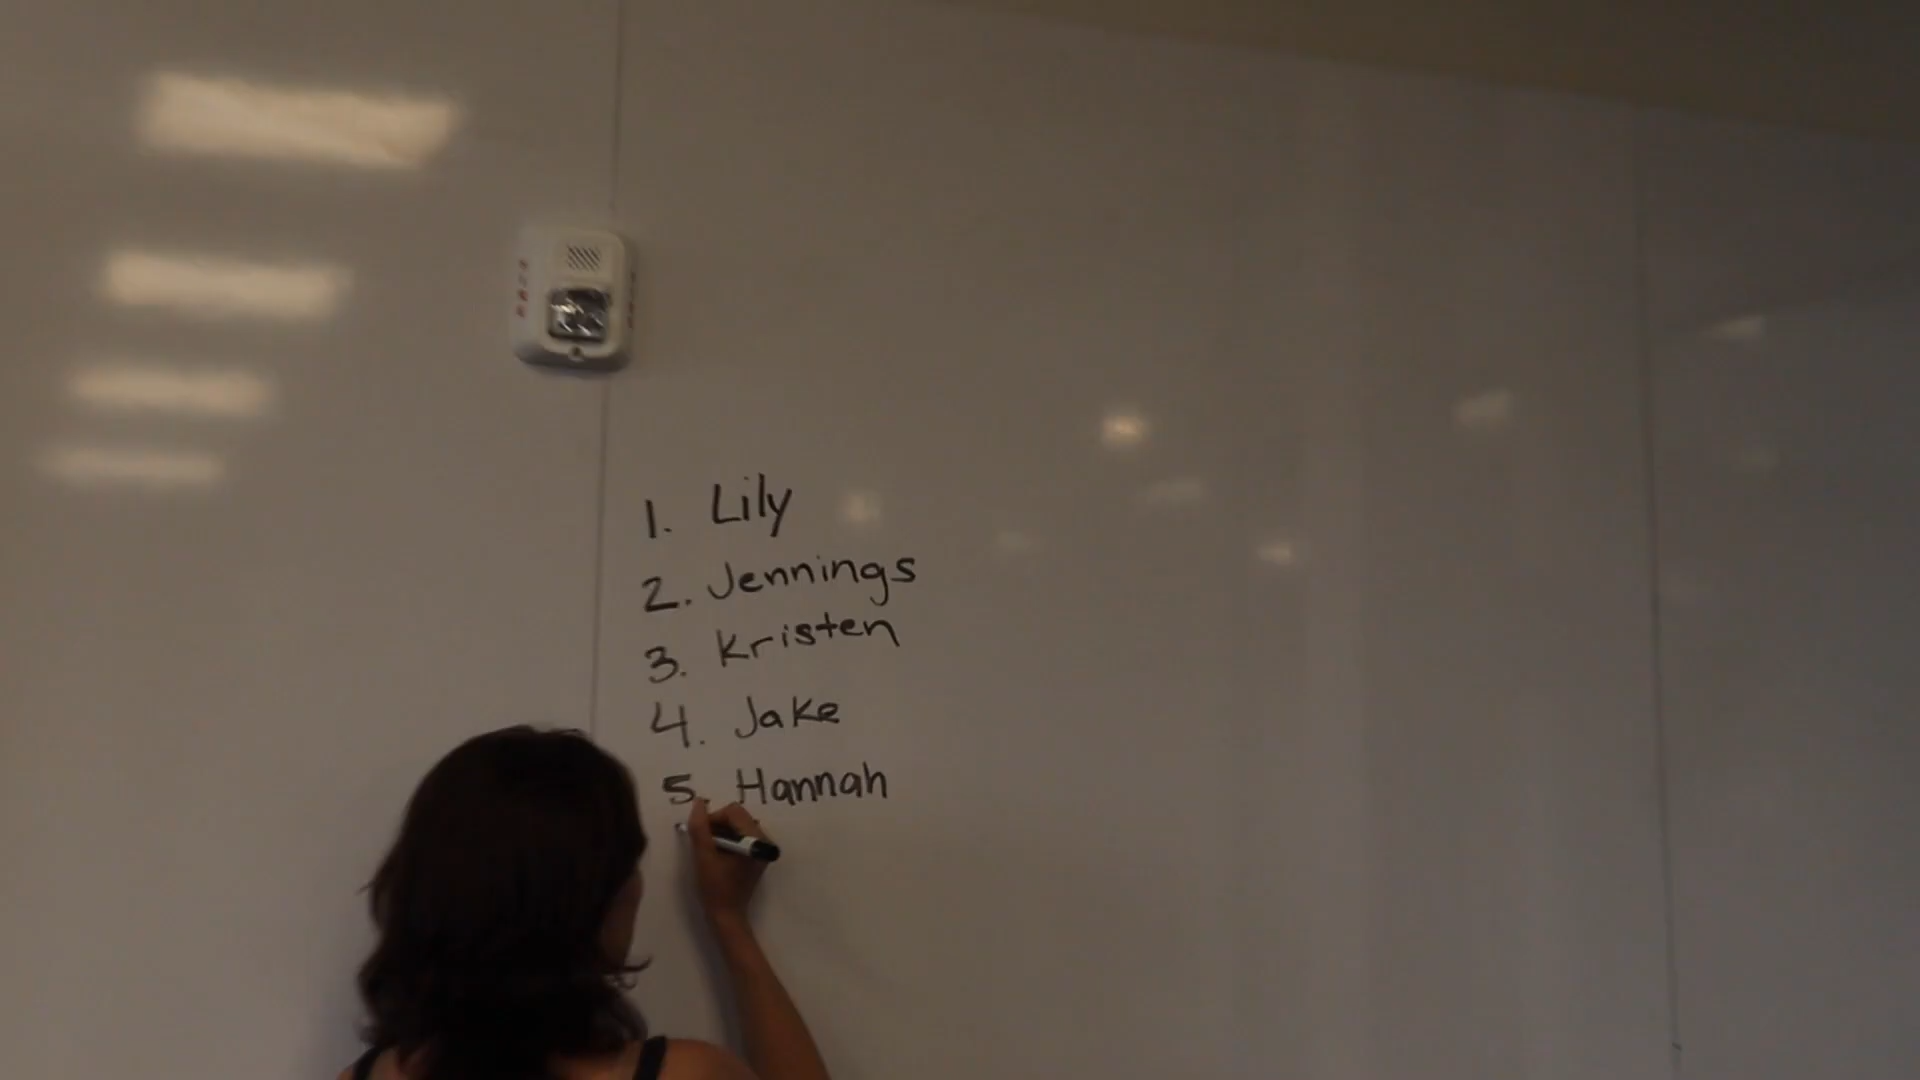 1. Lily
2. Jennings
3. Kristen
4. Jake
5. Hannah